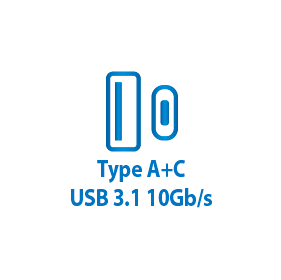 Type A+C
USB 3.1 10Gb/s